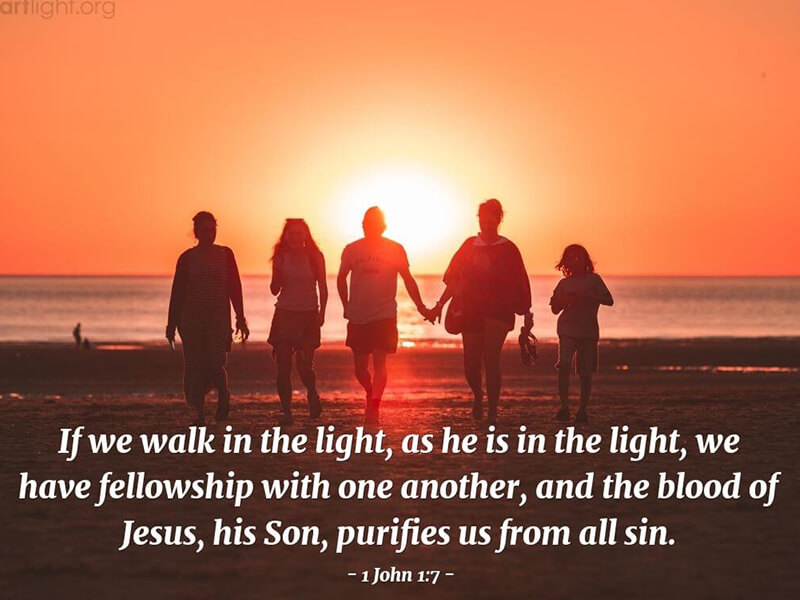 artlight.org
If we walk in the light, as he is in the light, we
have fellowship with one another, and the blood of
Jesus, his Son, purifies us from all sin.
- 1 John 1:7 -